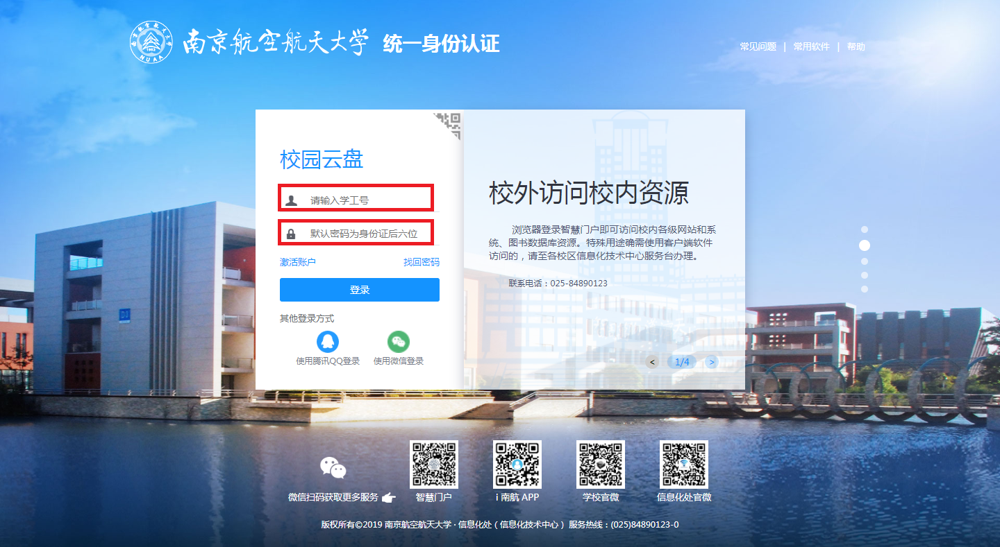 南京航空航天大学 统一身份认证
1952
NUAA
常见问题 | 常用软件 | 帮助
校园云盘
请输入学工号
默认密码为身份证后六位
激活账户 找回密码
登录
其他登录方式
使用腾讯QQ登录 使用微信登录
校外访问校内资源
浏览器登录智慧门户即可访问校内各级网站和系
统、图书数据库资源。特殊用途确需使用客户端软件
访问的，请至各校区信息化技术中心服务台办理。
联系电话：025-84890123
< 1/4 >
微信扫码获取更多服务 智慧门户 i 南航 APP 学校官微 信息化处官微
版权所有©2019 南京航空航天大学 · 信息化处（信息化技术中心） 服务热线：(025)84890123-0